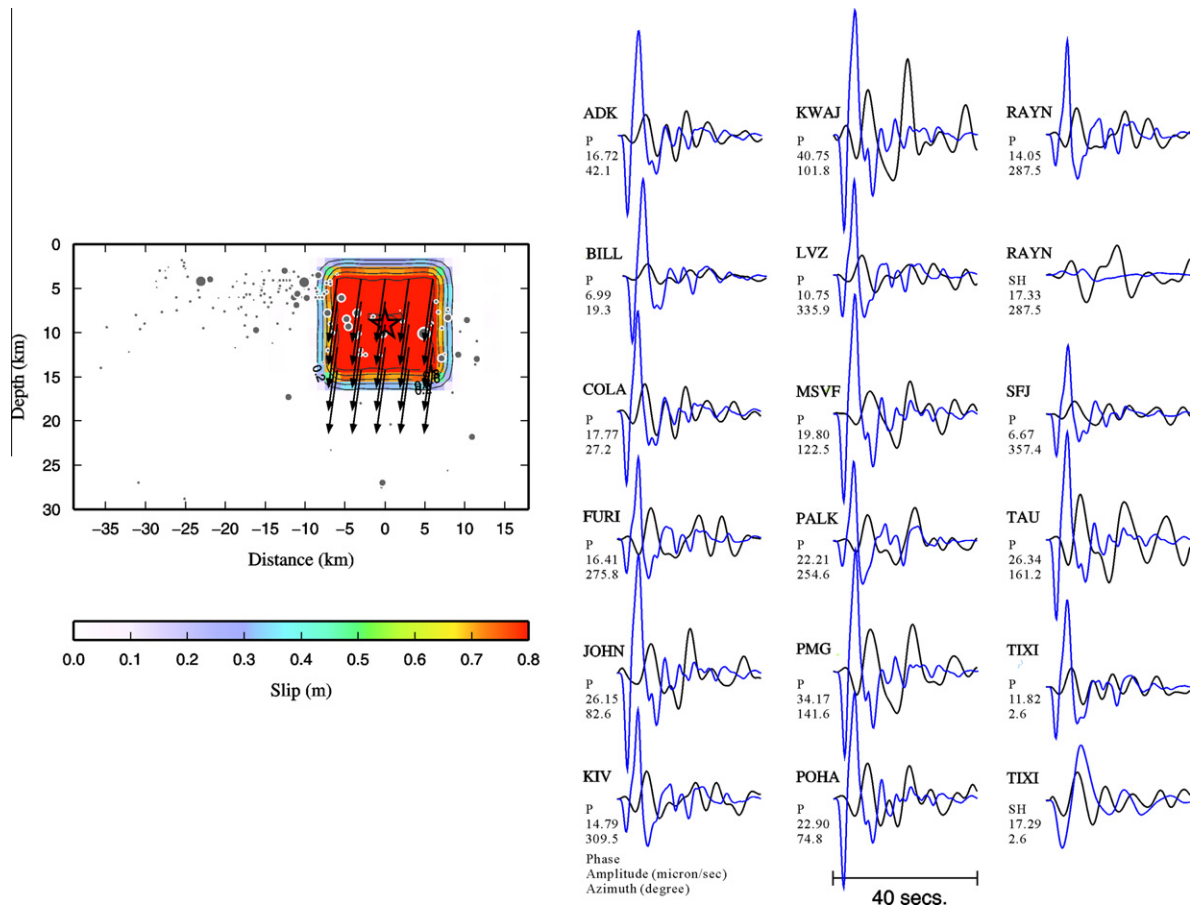 0
5
10
15
20
25
30
Depth (km)
0.2
−35
−30
−25
−20
−15
−10
−5
0
5
10
15
Distance (km)
0.0
0.1
0.2
0.3
0.4
0.5
0.6
0.7
0.8
Slip (m)
ADK
P
16.72
42.1
BILL
P
6.99
19.3
COLA
P
17.77
27.2
FURI
P
16.41
275.8
JOHN
P
26.15
82.6
KIV
P
14.79
309.5
Phase
Amplitude (micron/sec)
Azimuth (degree)
KWAJ
P
40.75
101.8
LVZ
P
10.75
335.9
MSVF
P
19.80
122.5
PALK
P
22.21
254.6
PMG
P
34.17
141.6
POHA
P
22.90
74.8
40 secs.
RAYN
P
14.05
287.5
RAYN
SH
17.33
287.5
SFJ
P
6.67
357.4
TAU
P
26.34
161.2
TIXI
P
11.82
2.6
TIXI
SH
17.29
2.6